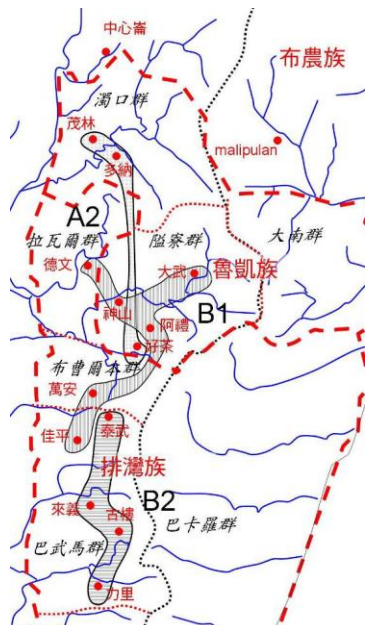 中心崙
布農族
濁口群
茂林
malipulan
多納
A2
拉瓦爾群
隘寮群
大南群
德文
大武
魯凱族
神山
B1
阿禮
好茶
布曹爾本群
萬安
泰武
佳平
排灣族
來義
B2
古樓
巴卡羅群
巴武馬群
力里